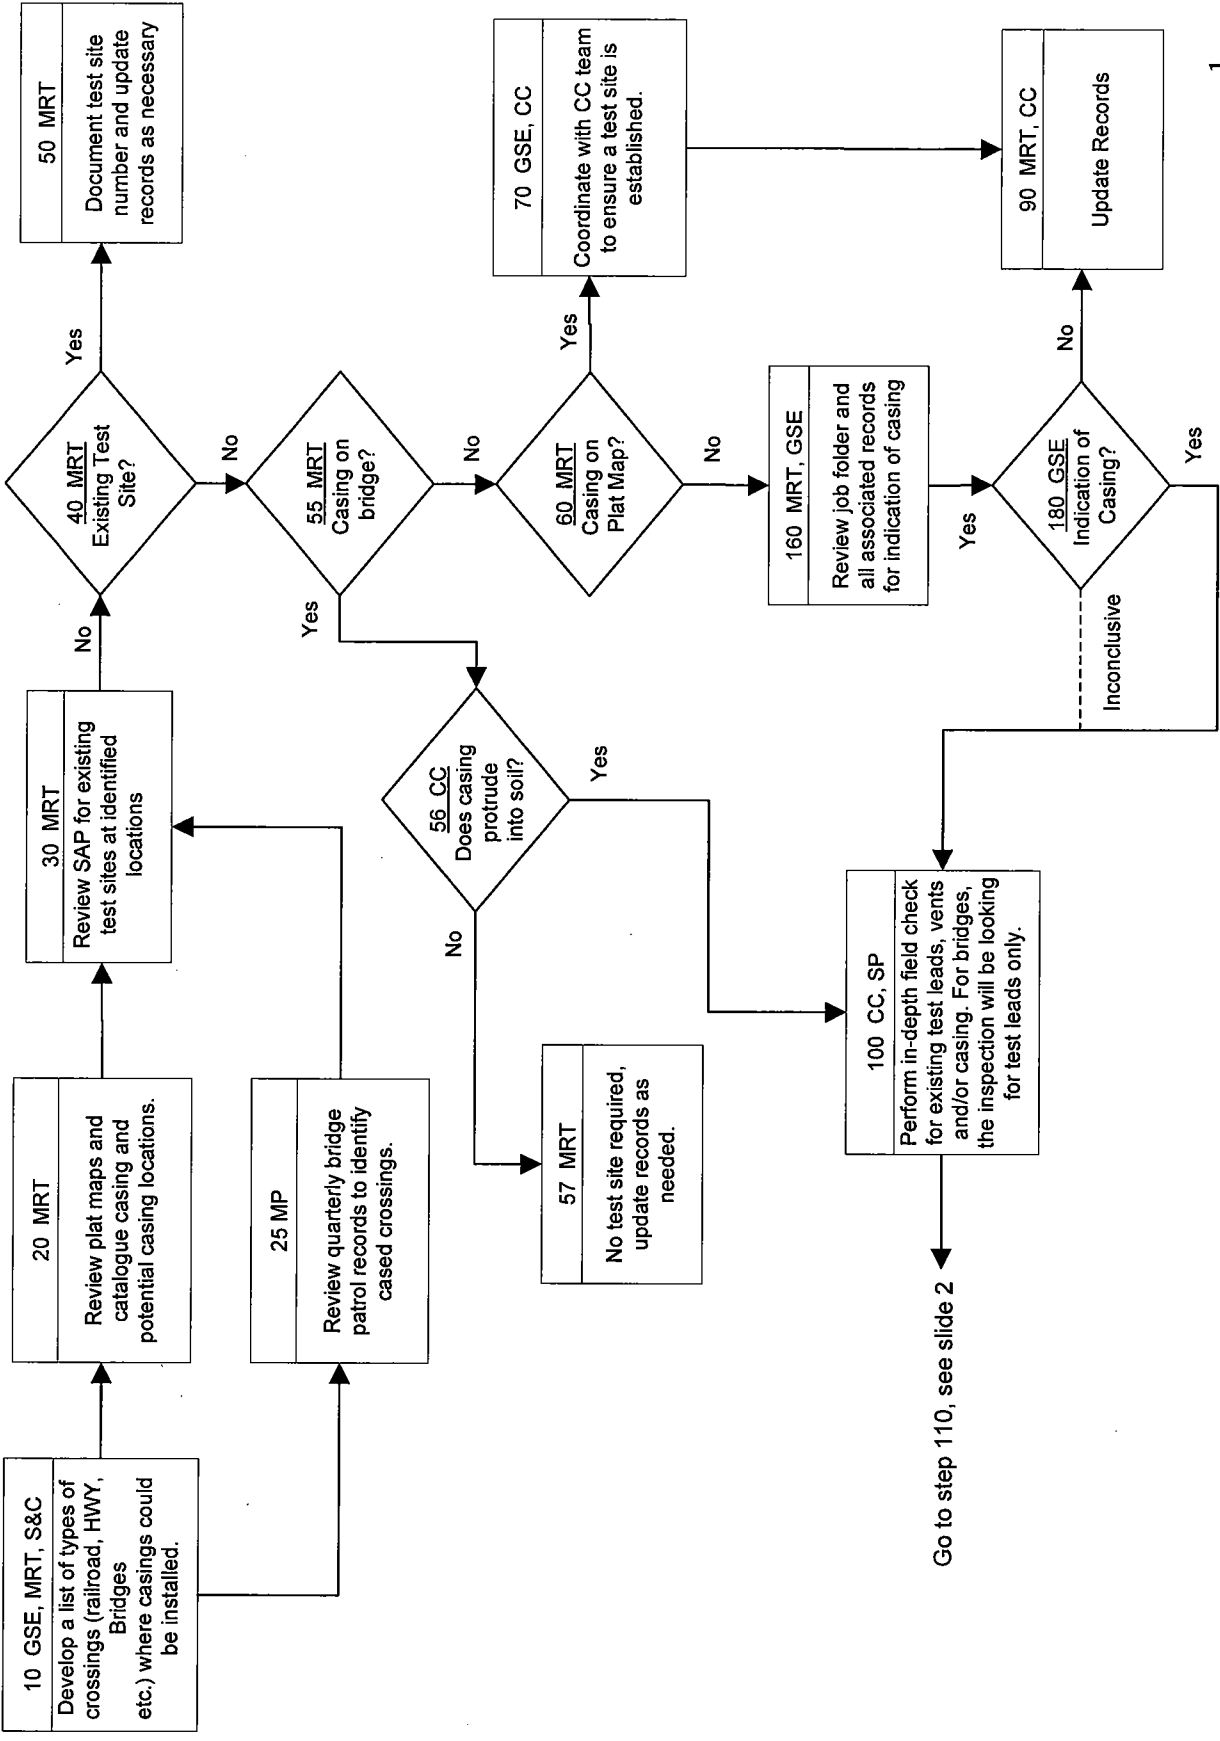 10 GSE, MRT, S&C
Develop a list of types of
crossings (railroad, HWY,
Bridges
etc.) where casings could
be installed.
20 MRT
Review plat maps and
catalogue casing and
potential casing locations.
25 MP
Review quarterly bridge
patrol records to identify
cased crossings.
30 MRT
Review SAP for existing
test sites at identified
locations
No
40 MRT
Existing Test
Site?
Yes
50 MRT
Document test site
number and update
records as necessary
No
55 MRT
Casing on
bridge?
Yes
No
56 CC
Does casing
protrude
into soil?
No
Yes
57 MRT
No test site required,
update records as
needed.
60 MRT
Casing on
Plat Map?
Yes
70 GSE, CC
Coordinate with CC team
to ensure a test site is
established.
No
160 MRT, GSE
Review job folder and
all associated records
for indication of casing
Yes
180 GSE
Indication of
Casing?
No
90 MRT, CC
Update Records
Yes
Inconclusive
100 CC, SP
Perform in-depth field check
for existing test leads, vents
and/or casing. For bridges,
the inspection will be looking
for test leads only.
Go to step 110, see slide 2
1